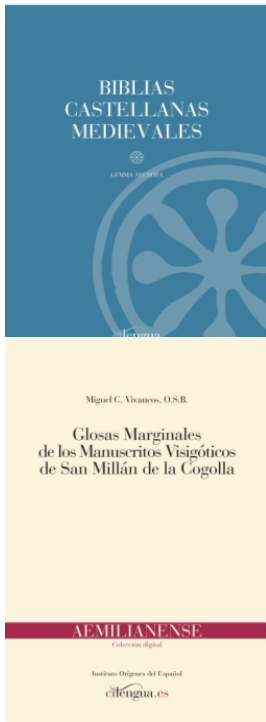 BIBLIAS
CASTELLANAS
MEDIEVALES
GEMMA AVENOZA
cilengua
Miguel C. Vivancos, O.S.B.
Glosas Marginales
de los Manuscritos Visigóticos
de San Millán de la Cogolla
AEMILIANENSE
Colección digital
Instituto Orígenes del Español
cilengua.es